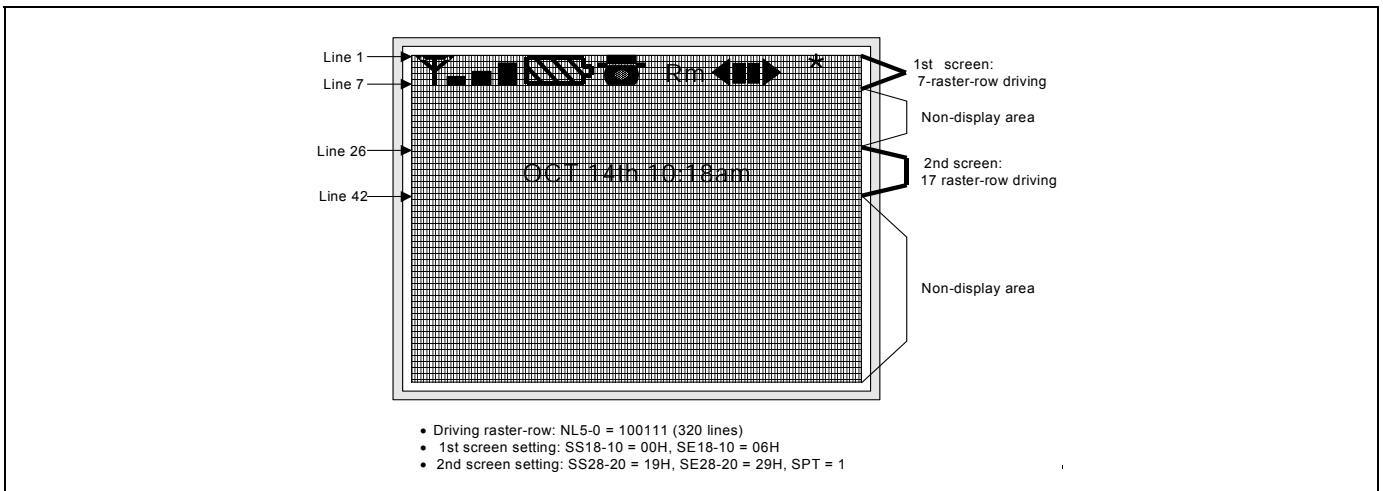 Line 1
Line 7
Line 26
Line 42
Rm
*
OCT 14th 10:18am
1st screen:
7-raster-row driving
Non-display area
2nd screen:
17 raster-row driving
Non-display area
• Driving raster-row: NL5-0 = 100111 (320 lines)
• 1st screen setting: SS18-10 = 00H, SE18-10 = 06H
• 2nd screen setting: SS28-20 = 19H, SE28-20 = 29H, SPT = 1